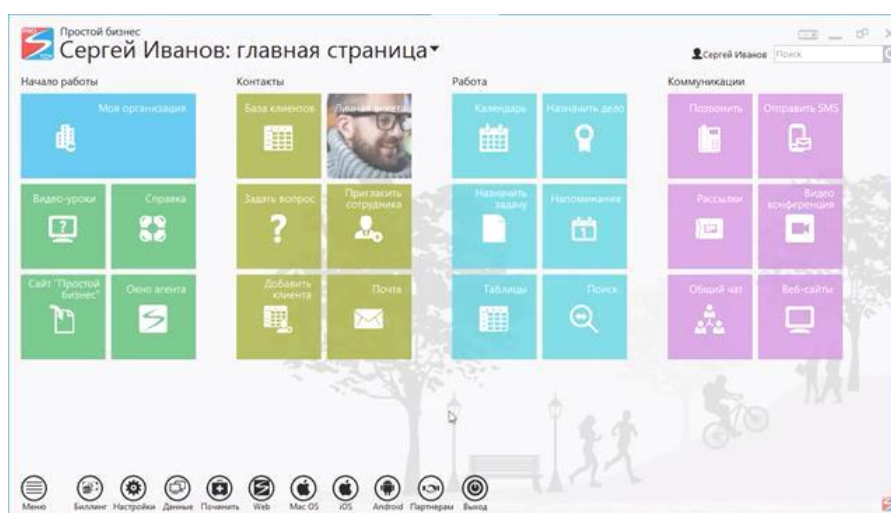 Простой бизнес
Сергей Иванов: главная страница
Сергей Иванов
Поиск
Начало работы
Контакты
Работа
Коммуникации
Моя организация
База клиентов
Личная анкета
Календарь
Назначить дело
Позвонить
Отправить SMS
Видео-уроки
Справка
Задать вопрос
Пригласить
сотрудника
Назначить
задачу
Напоминания
Рассылки
Видео
конференция
Сайт "Простой
бизнес"
Окно агента
Добавить
клиента
Почта
Таблицы
Поиск
Общий чат
Веб-сайты
Меню
Биллинг
Настройки
Данные
Починить
Web
Mac OS
iOS
Android
Партнерам
Выход